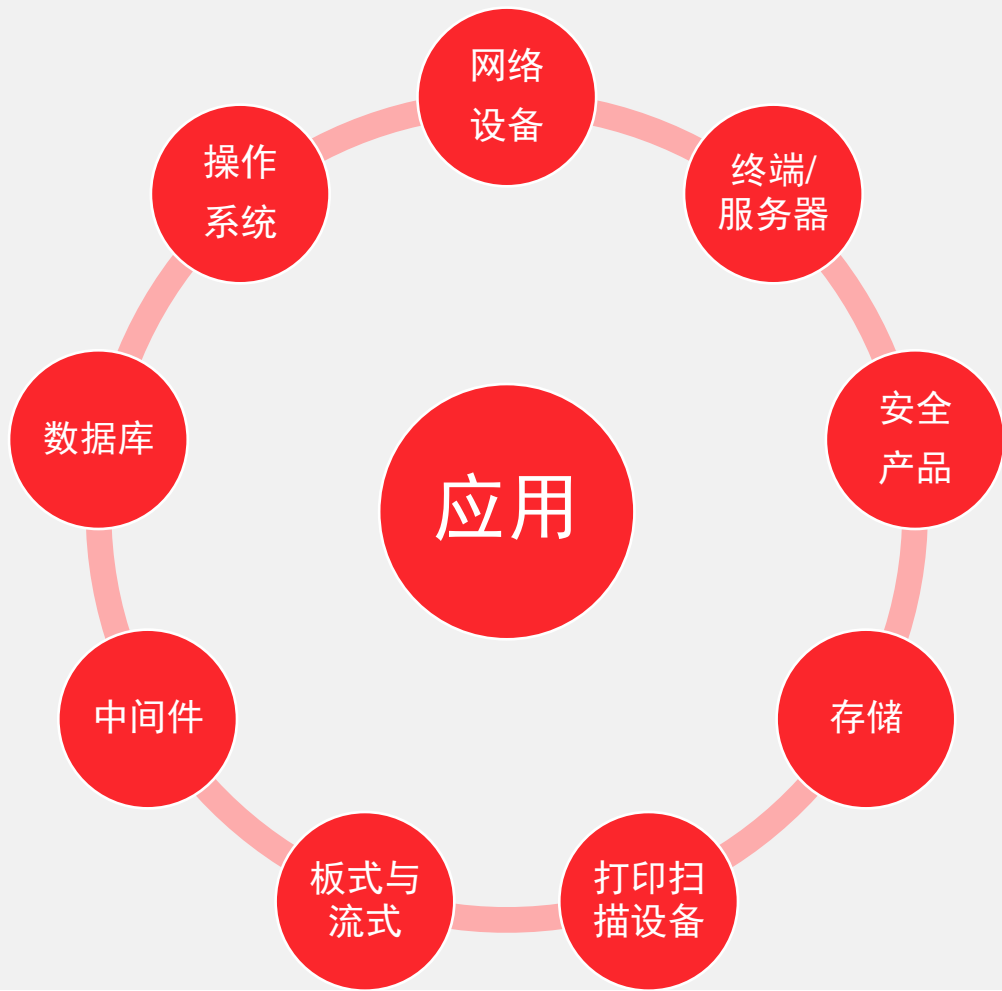 网络
设备
终端/
服务器
安全
产品
存储
打印扫
描设备
板式与
流式
中间件
数据库
操作
系统
应用